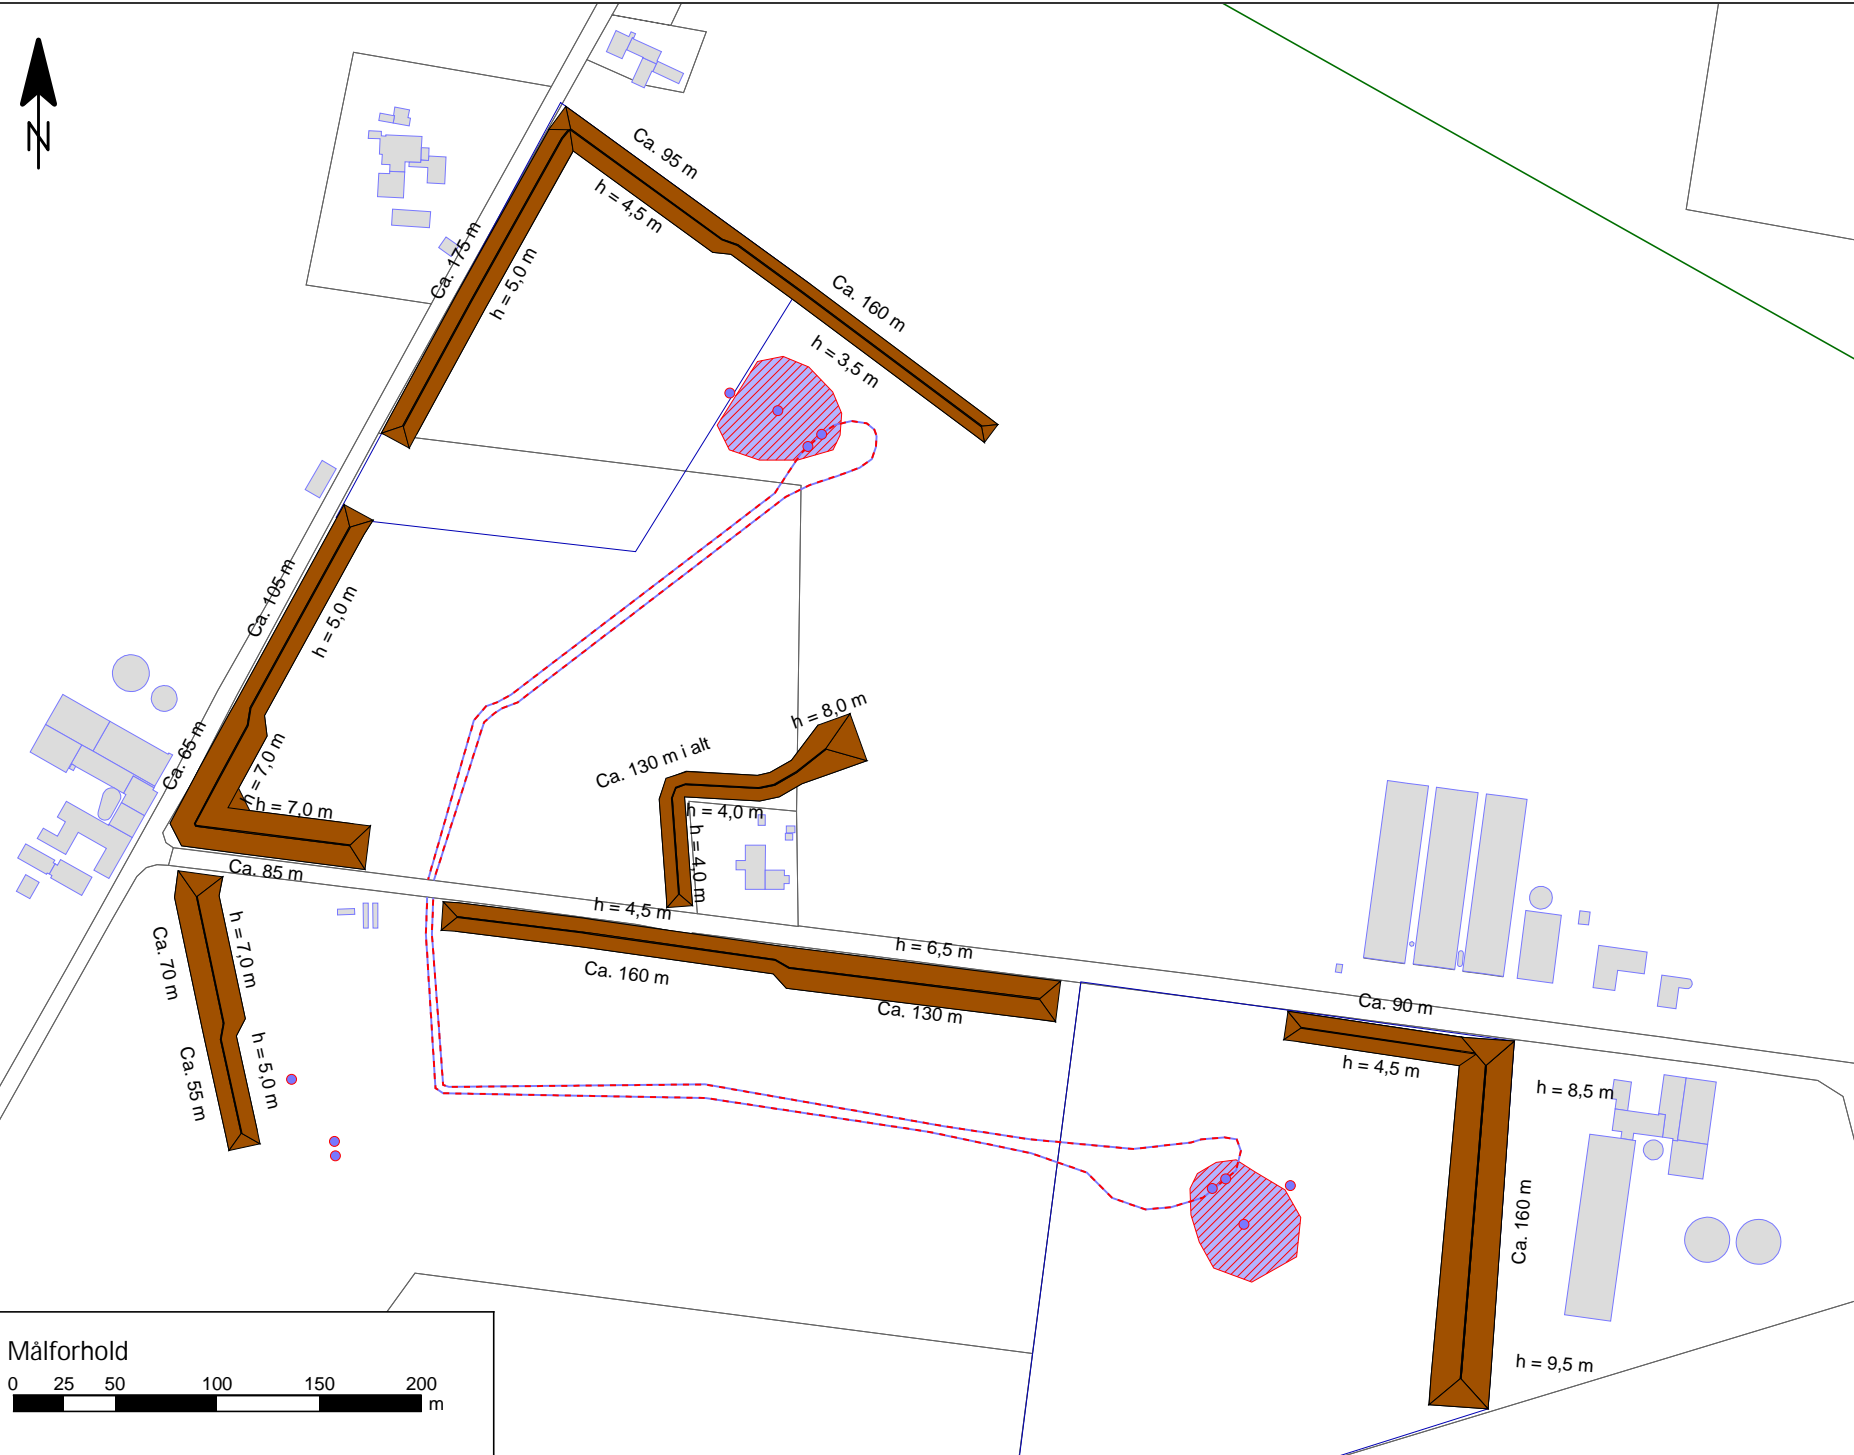 N
Ca. 95 m
h = 4,5 m
Ca. 175 m
h = 5,0 m
Ca. 160 m
h = 3,5 m
Ca. 105 m
h = 5,0 m
Ca. 65 m
h = 7,0 m
h = 7,0 m
Ca. 85 m
h = 8,0 m
Ca. 130 m i alt
h = 4,0 m
h = 4,0 m
h = 4,5 m
h = 6,5 m
Ca. 160 m
Ca. 130 m
Ca. 70 m
h = 7,0 m
Ca. 55 m
h = 5,0 m
Ca. 90 m
h = 4,5 m
h = 8,5 m
Ca. 160 m
h = 9,5 m
Målforhold
0 25 50 100 150 200
m